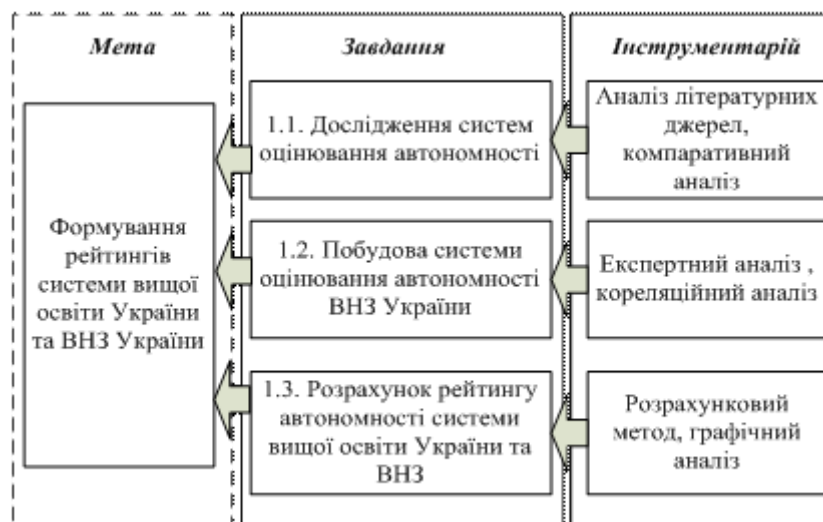 Мета
Формування
рейтингів
системи вищої
освіти України
та ВНЗ України
Завдання
1.1. Дослідження систем
оцінювання автономності
1.2. Побудова системи
оцінювання автономності
ВНЗ України
1.3. Розрахунок рейтингу
автономності системи
вищої освіти України та
ВНЗ
Інструментарій
Аналіз літературних
джерел,
компаративний
аналіз
Експертний аналіз ,
кореляційний аналіз
Розрахунковий
метод, графічний
аналіз